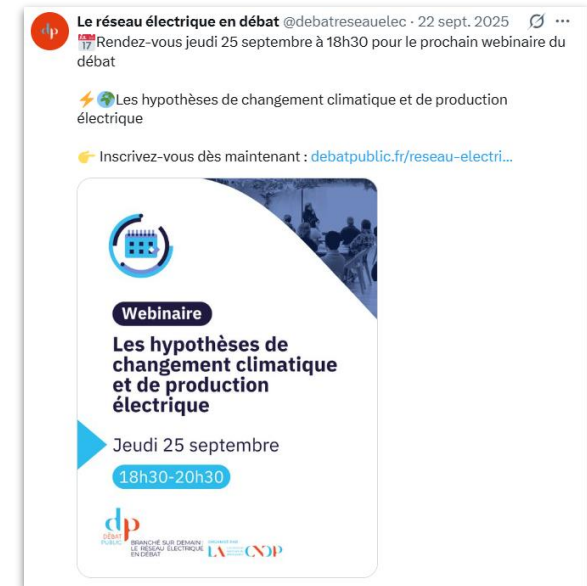 Le réseau électrique en débat @debatreseauelec · 22 sept. 2025
Rendez-vous jeudi 25 septembre à 18h30 pour le prochain webinaire du
débat
Les hypothèses de changement climatique et de production
électrique
Inscrivez-vous dès maintenant : debatpublic.fr/reseau-electri...
Webinaire
Les hypothèses de
changement climatique
et de production
électrique
Jeudi 25 septembre
18h30-20h30
dp
DÉBAT
PUBLIC
BRANCHÉ SUR DEMAIN :
LE RÉSEAU ÉLECTRIQUE
EN DÉBAT
LA CNDP